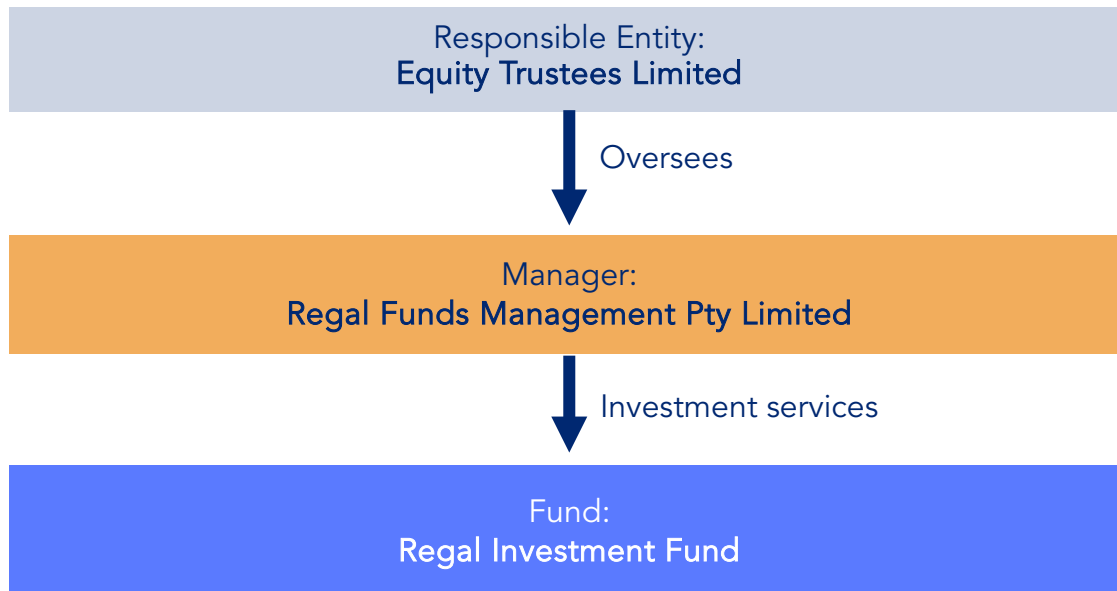 Responsible Entity:
Equity Trustees Limited
Oversees
Manager:
Regal Funds Management Pty Limited
Investment services
Fund:
Regal Investment Fund